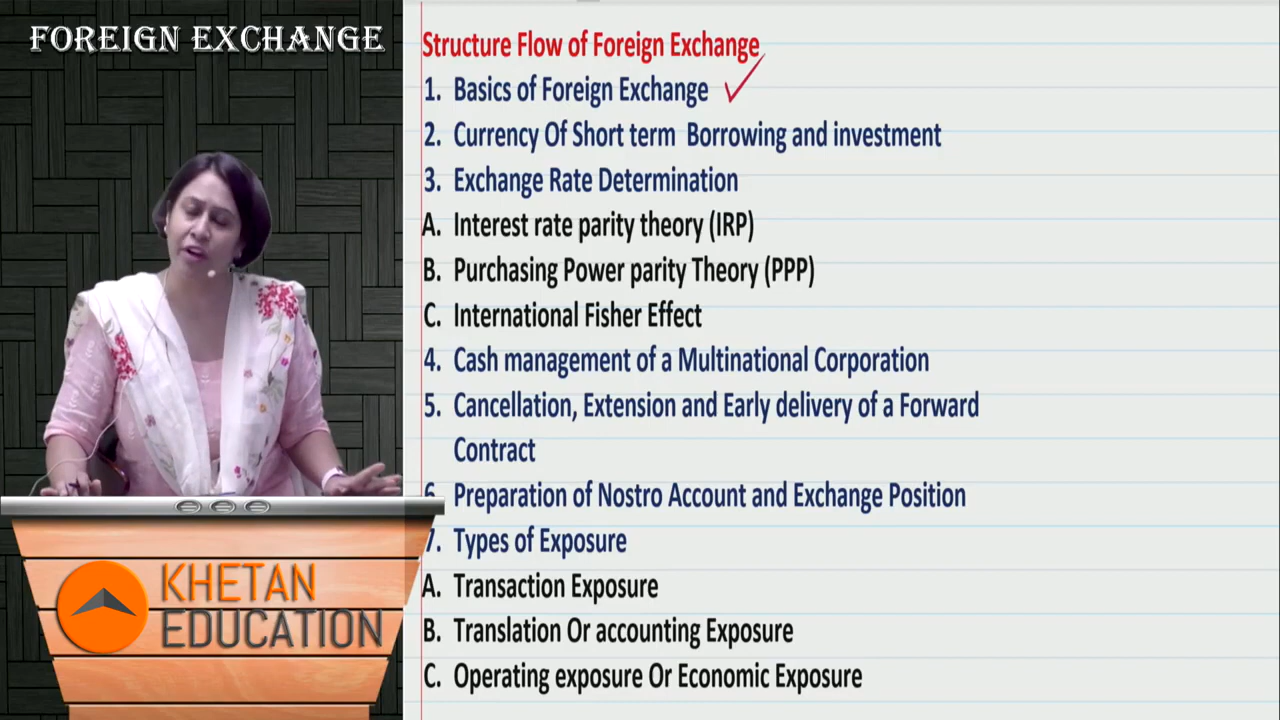 FOREIGN EXCHANGE
Structure Flow of Foreign Exchange
1. Basics of Foreign Exchange
2. Currency Of Short term Borrowing and investment
3. Exchange Rate Determination
A. Interest rate parity theory (IRP)
B. Purchasing Power parity Theory (PPP)
C. International Fisher Effect
4. Cash management of a Multinational Corporation
5. Cancellation, Extension and Early delivery of a Forward
Contract
6. Preparation of Nostro Account and Exchange Position
7. Types of Exposure
A. Transaction Exposure
B. Translation Or accounting Exposure
C. Operating exposure Or Economic Exposure
KHETAN
EDUCATION